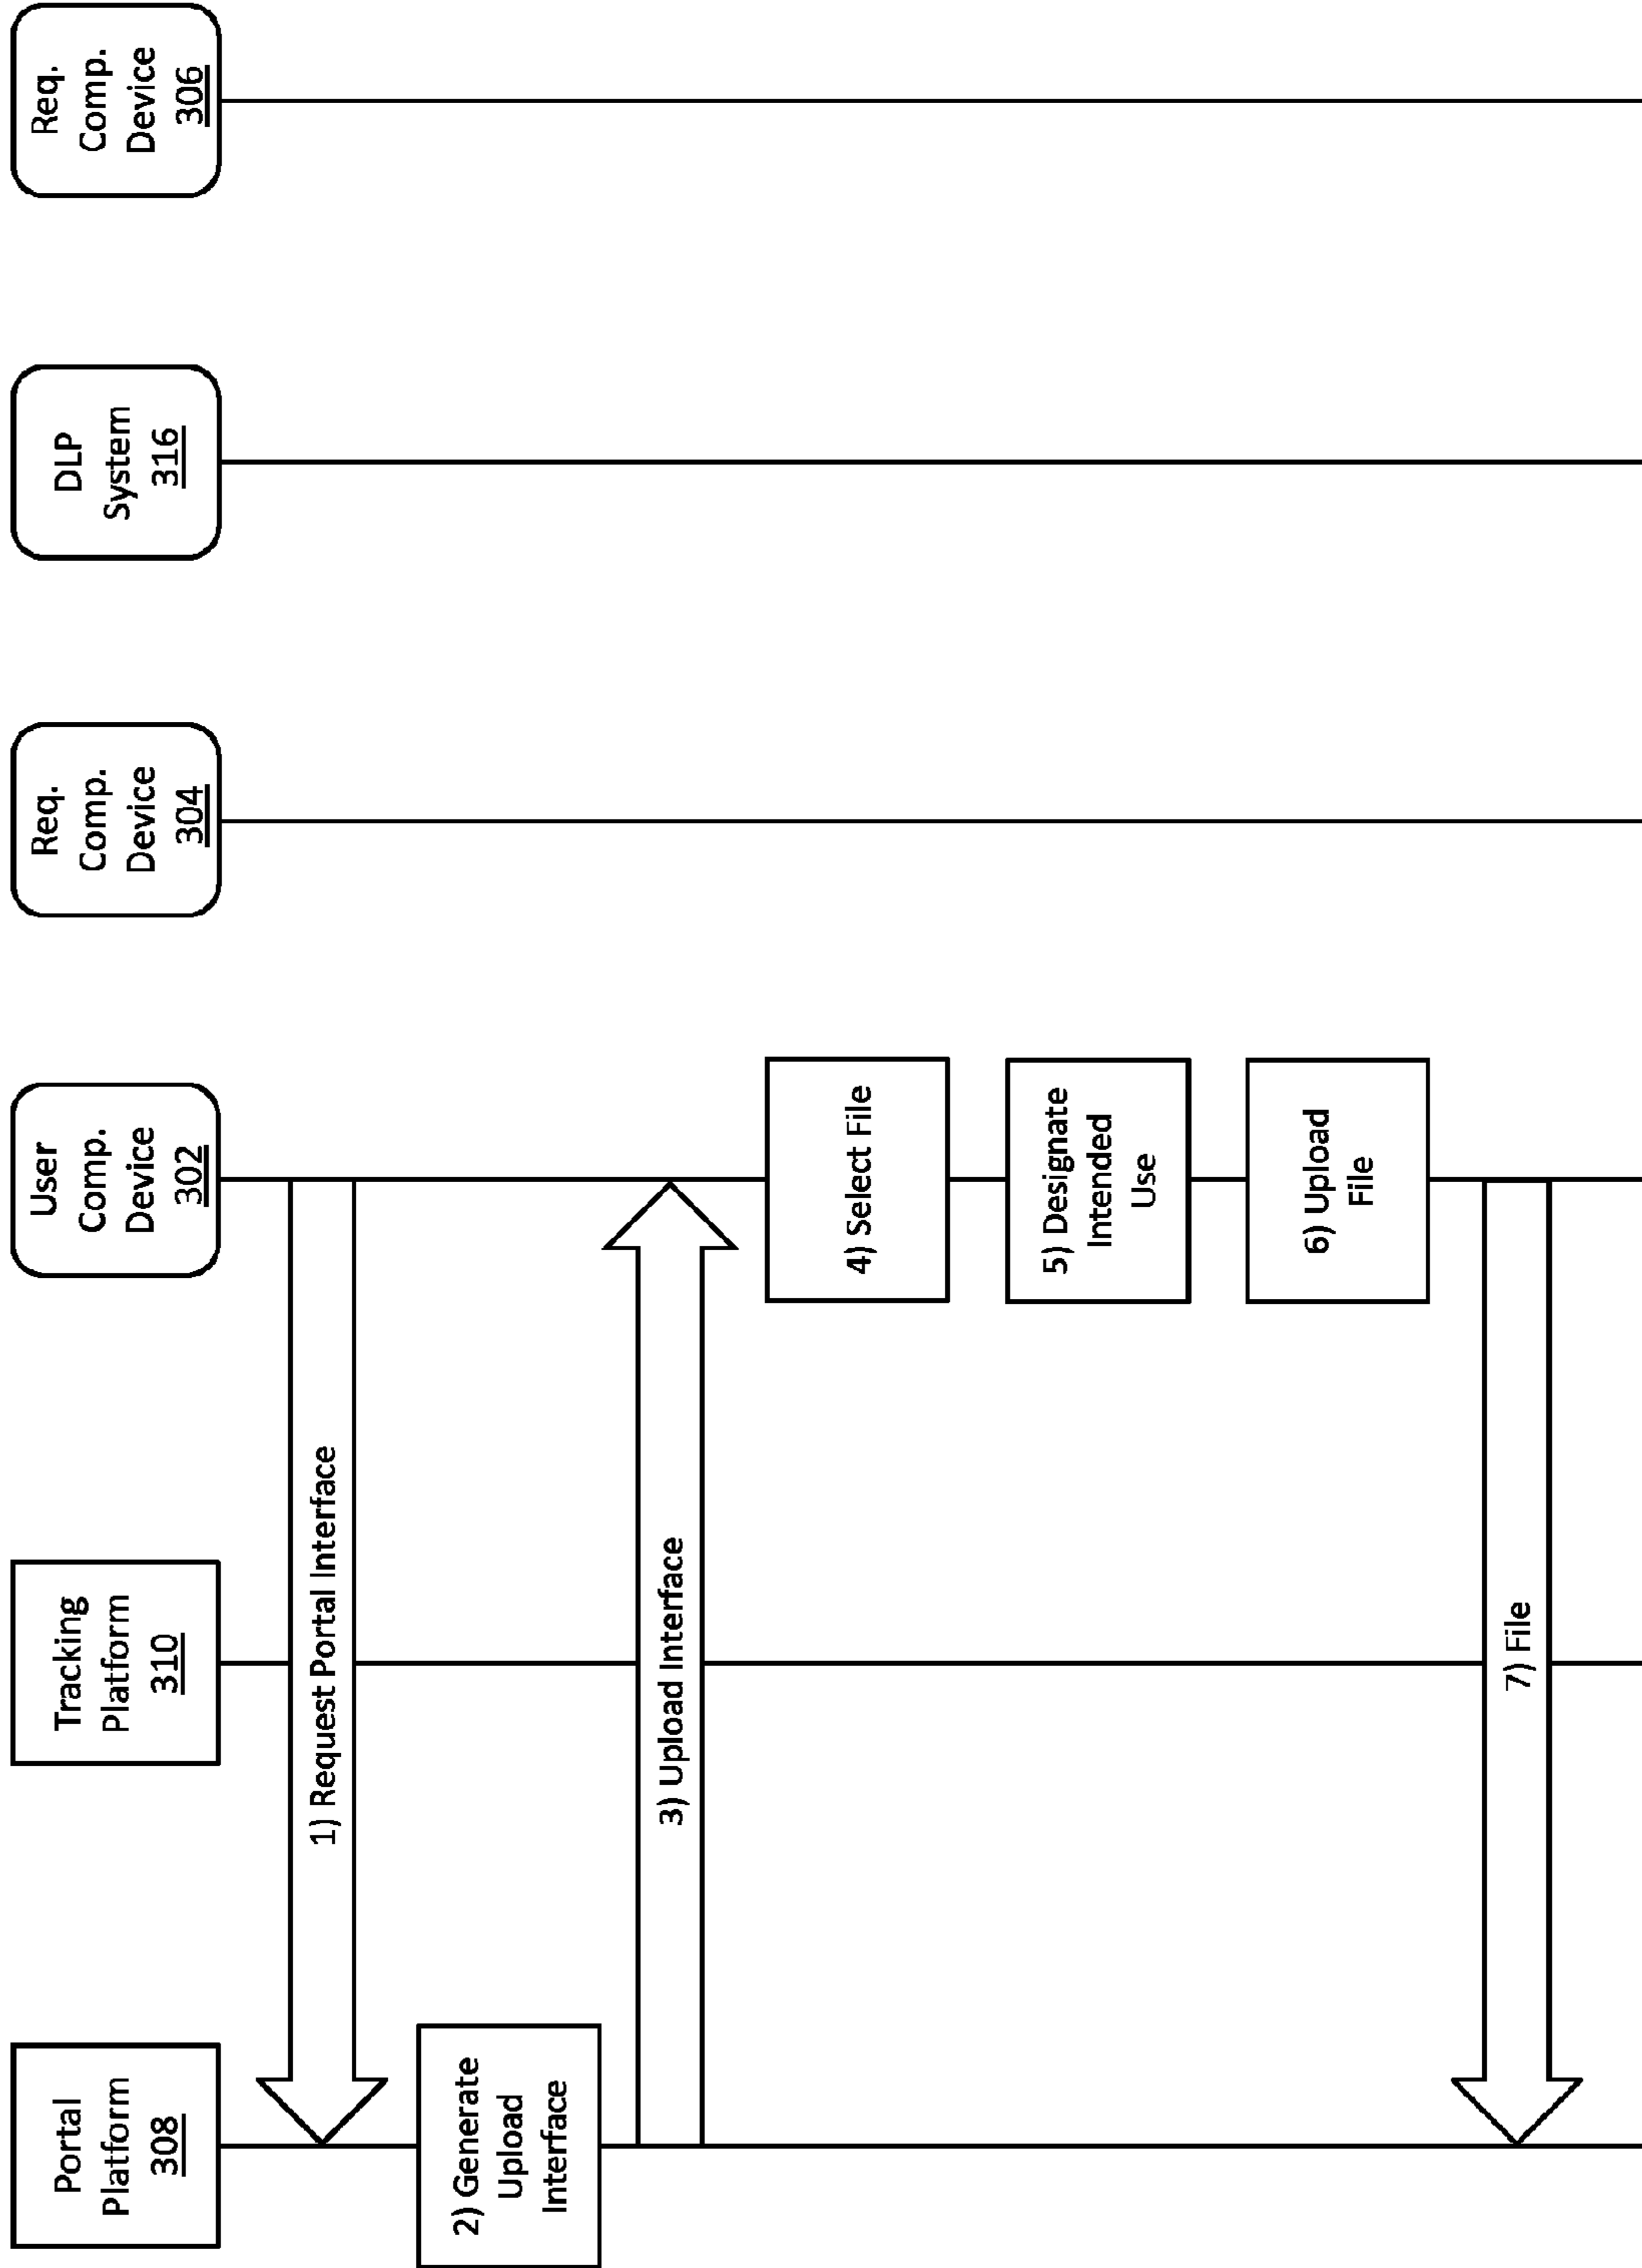 Portal
Platform
308
Tracking
Platform
310
User
Comp.
Device
302
Req.
Comp.
Device
304
DLP
System
316
Req.
Comp.
Device
306
1) Request Portal Interface
2) Generate
Upload
Interface
3) Upload Interface
4) Select File
5) Designate
Intended
Use
6) Upload
File
7) File